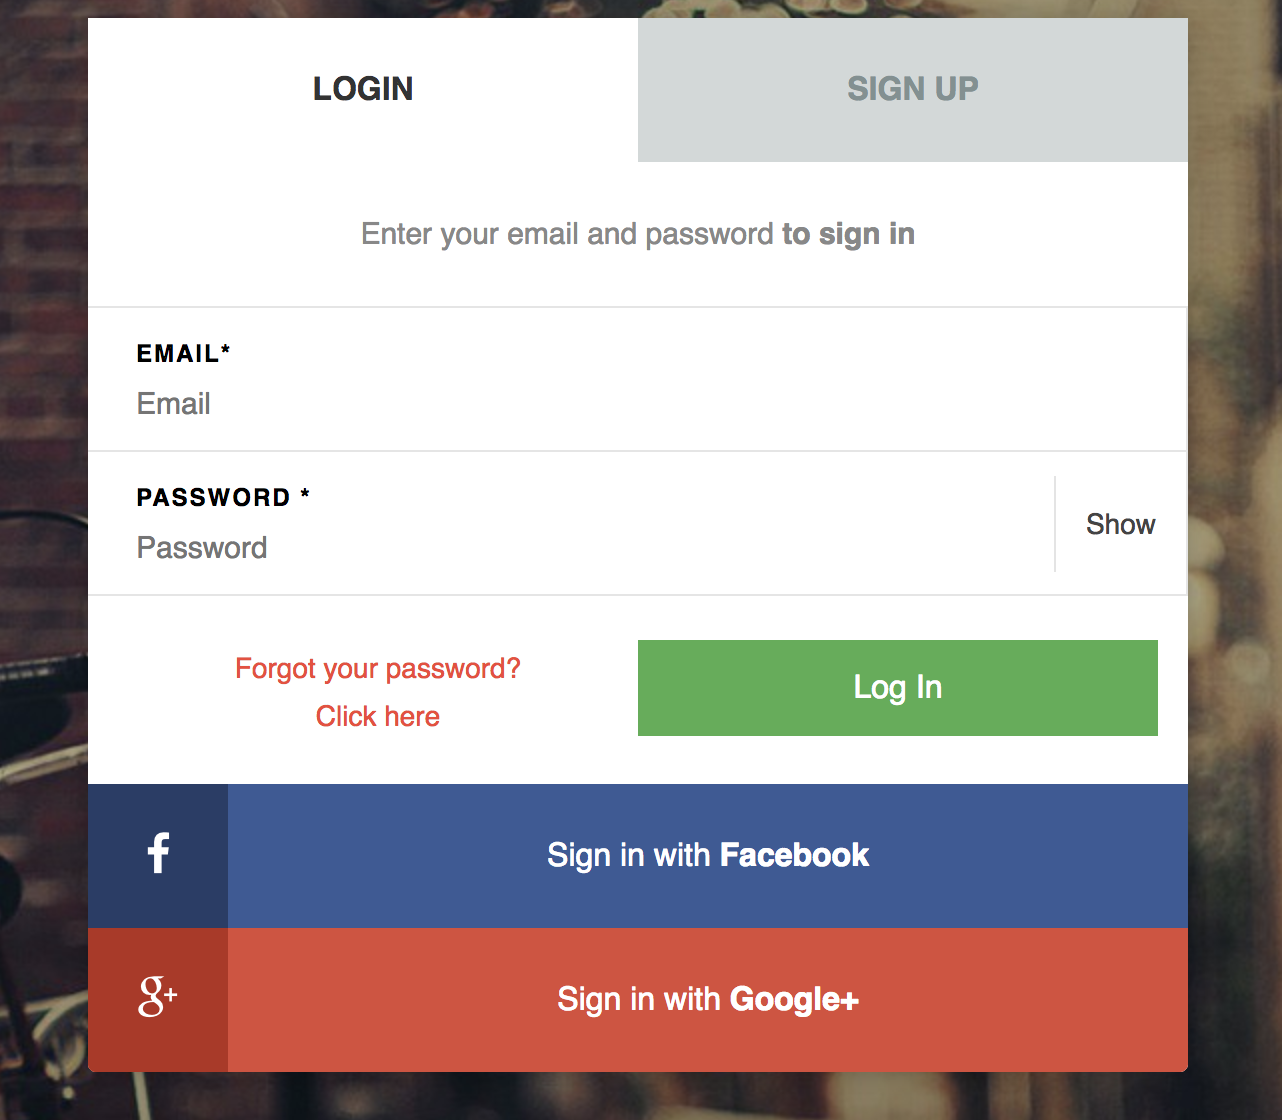 LOGIN
SIGN UP
Enter your email and password to sign in
EMAIL*
Email
PASSWORD *
Password
Show
Forgot your password?
Click here
Log In
f
Sign in with Facebook
g+
Sign in with Google+